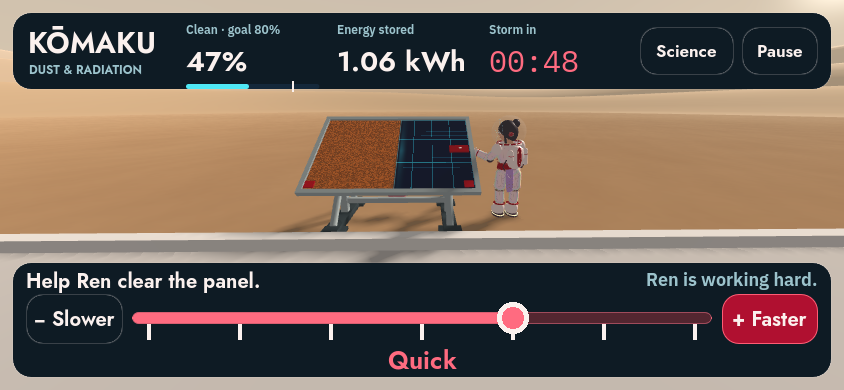 KŌMAKU
DUST & RADIATION
Clean · goal 80%
47%
Energy stored
1.06 kWh
Storm in
00:48
Science
Pause
Help Ren clear the panel.
Ren is working hard.
– Slower
+ Faster
Quick